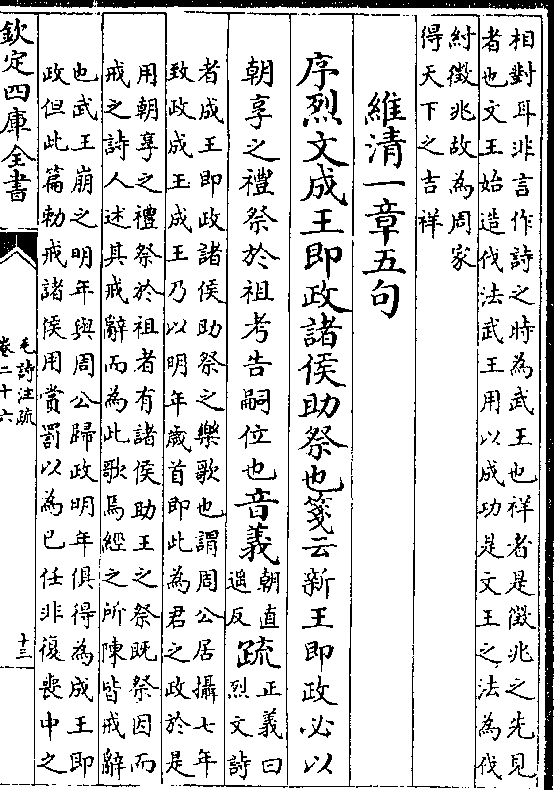 相對耳非言作詩之時為武王也祥者是徵兆之先見
者也文王始造伐法武王用以成功是文王之法為伐
紂徵兆故為周家
得天下之吉祥
維清一章五句
序烈文成王即政諸侯助祭也箋云新王即政必以
朝享之禮祭於祖考告嗣位也音義朝直遥反疏正義曰烈文詩
者成王即政諸侯助祭之樂歌也謂周公居攝七年
致政成王成王乃以明年歲首即此為君之政於是
用朝享之禮祭於祖者有諸侯助王之祭既祭因而
戒之詩人述其戒辭而為此歌焉經之所陳皆戒辭
也武王崩之明年與周公歸政明年俱得為成王即
政但此篇勅戒諸侯用賞罰以為已任非復喪中之
欽定四庫全書
毛詩注疏
卷二十六
十三